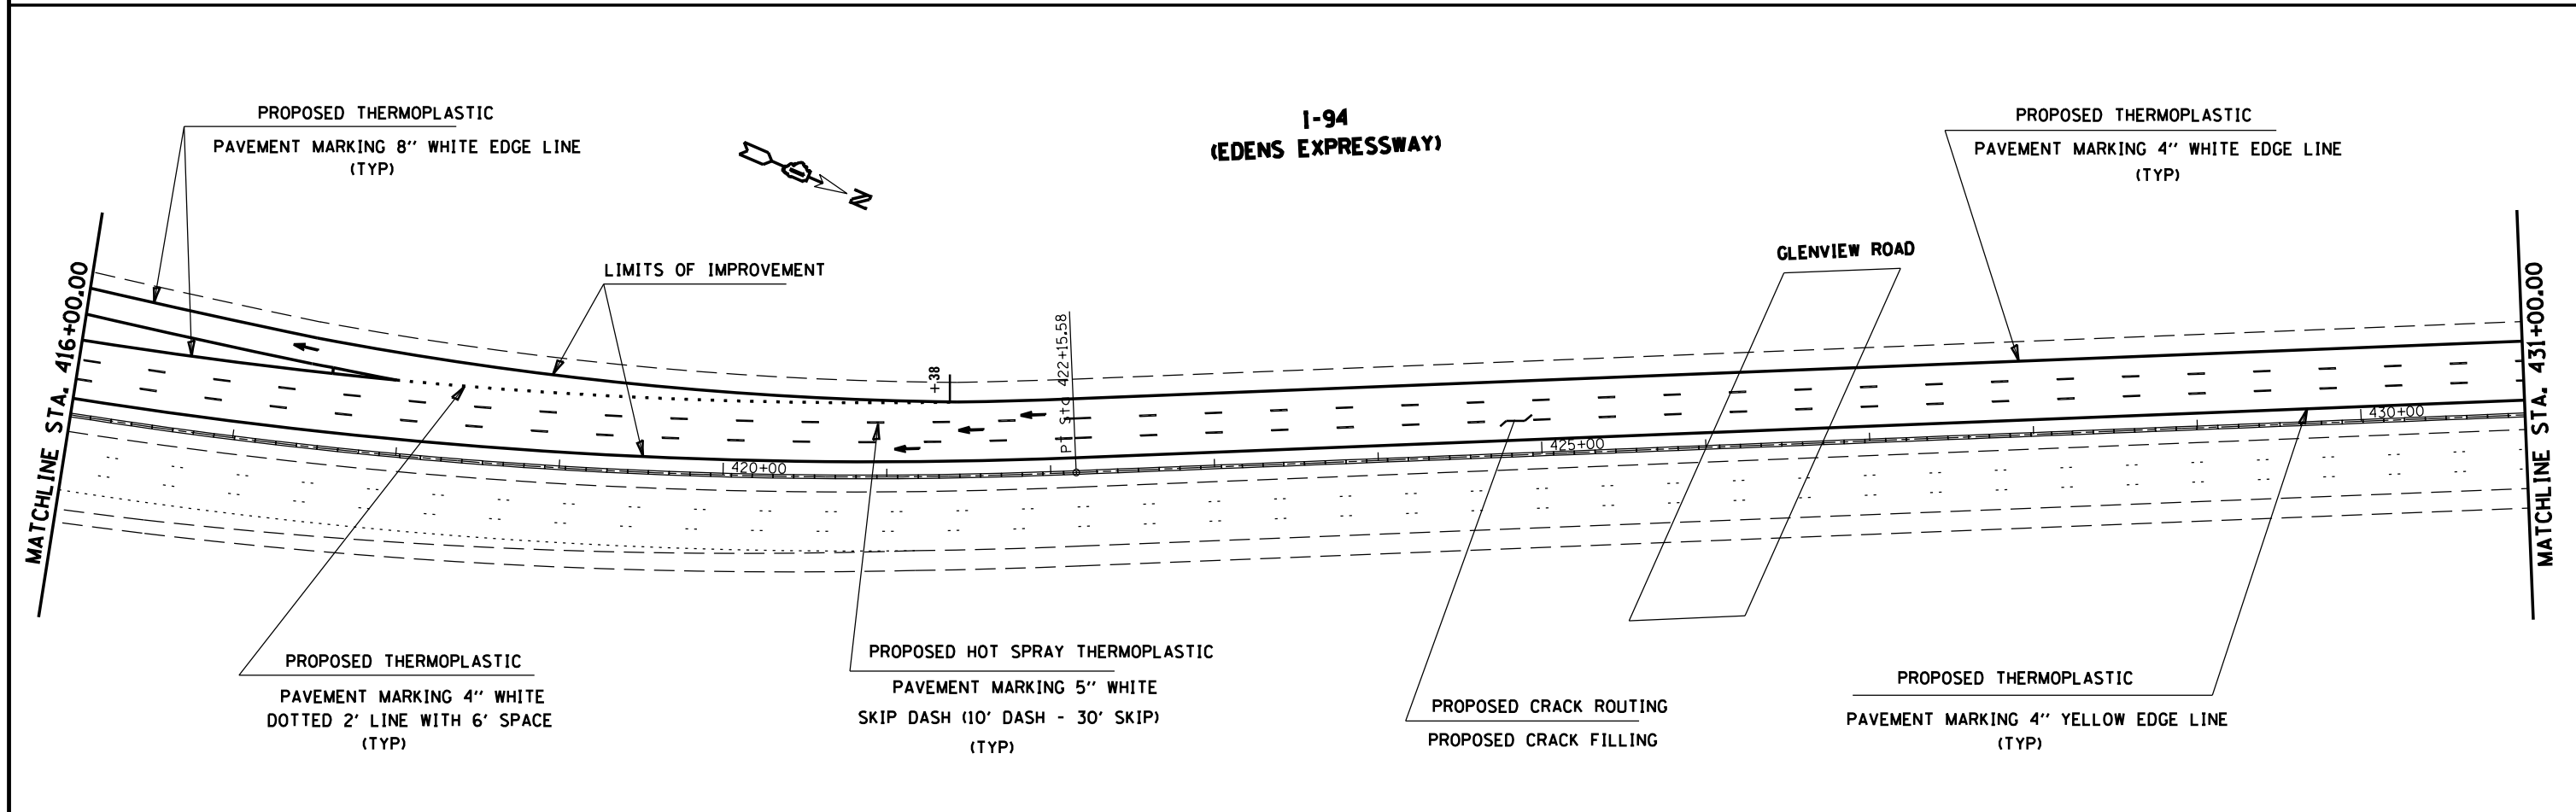 PROPOSED THERMOPLASTIC
PAVEMENT MARKING 8'' WHITE EDGE LINE
(TYP)
N
I-94
(EDENS EXPRESSWAY)
PROPOSED THERMOPLASTIC
PAVEMENT MARKING 4'' WHITE EDGE LINE
(TYP)
LIMITS OF IMPROVEMENT
GLENVIEW ROAD
MATCHLINE STA. 416+00.00
+38
PT Sta 422+15.58
420+00
425+00
430+00
MATCHLINE STA. 431+00.00
PROPOSED THERMOPLASTIC
PAVEMENT MARKING 4'' WHITE
DOTTED 2' LINE WITH 6' SPACE
(TYP)
PROPOSED HOT SPRAY THERMOPLASTIC
PAVEMENT MARKING 5'' WHITE
SKIP DASH (10' DASH - 30' SKIP)
(TYP)
PROPOSED CRACK ROUTING
PROPOSED CRACK FILLING
PROPOSED THERMOPLASTIC
PAVEMENT MARKING 4'' YELLOW EDGE LINE
(TYP)